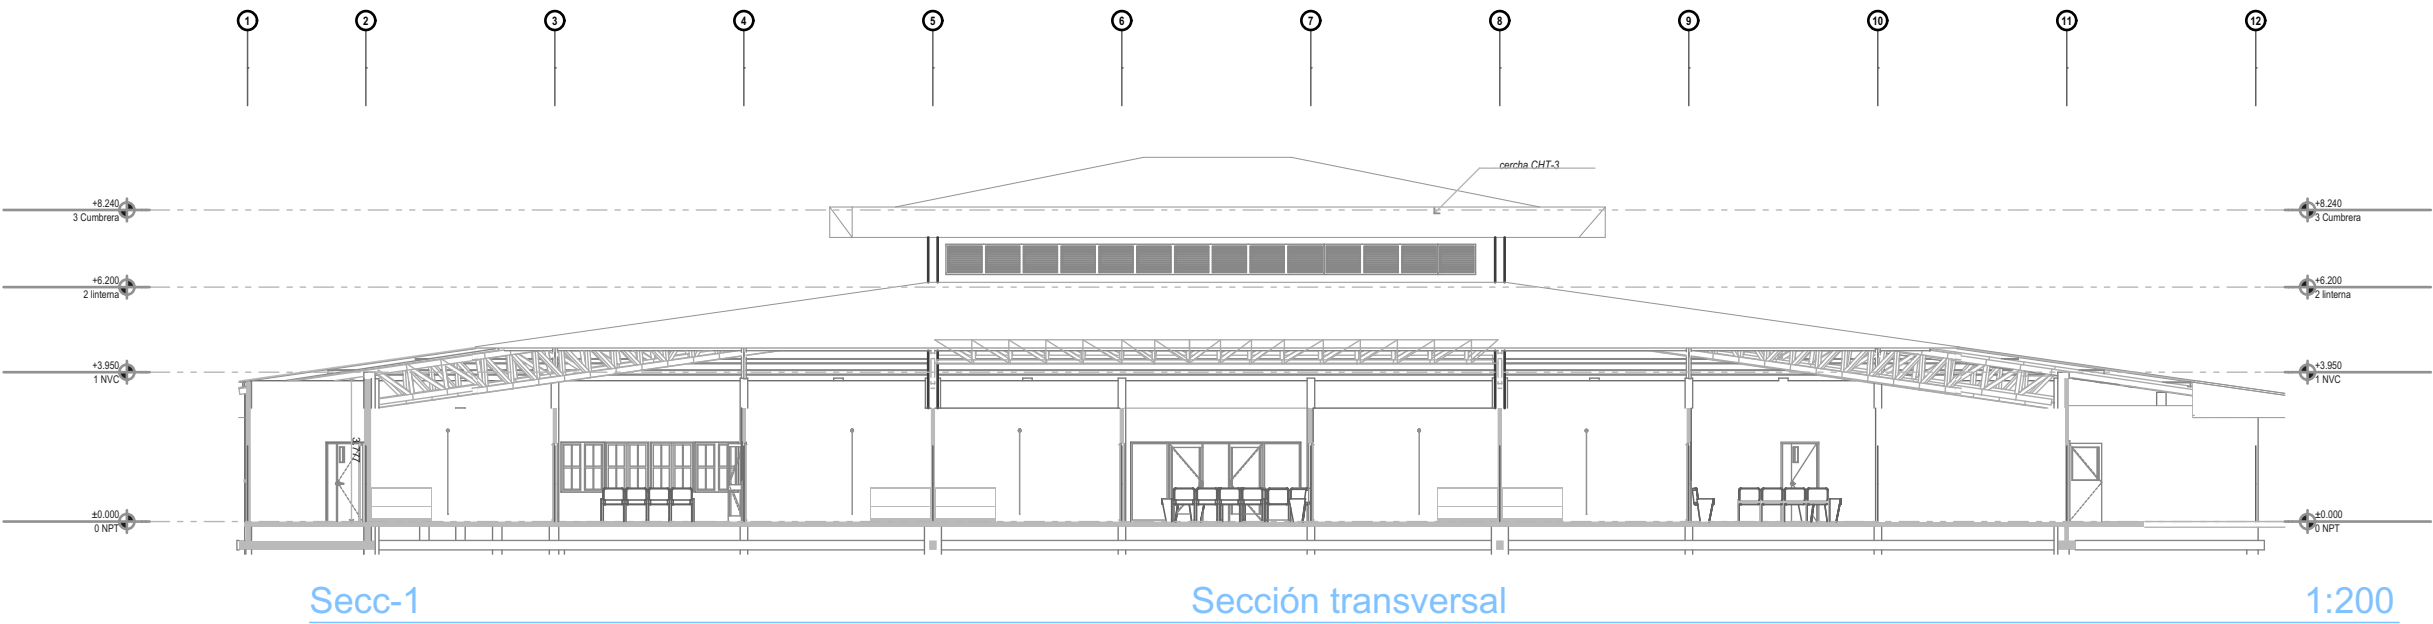 1 2 3 4 5 6 7 8 9 10 11 12
cercha CHT-3
+8.240
3 Cumbrera
+8.240
3 Cumbrera
+6.200
2 linterna
+6.200
2 linterna
+3.950
1 NVC
+3.950
1 NVC
±0.000
0 NPT
±0.000
0 NPT
Secc-1 Sección transversal 1:200